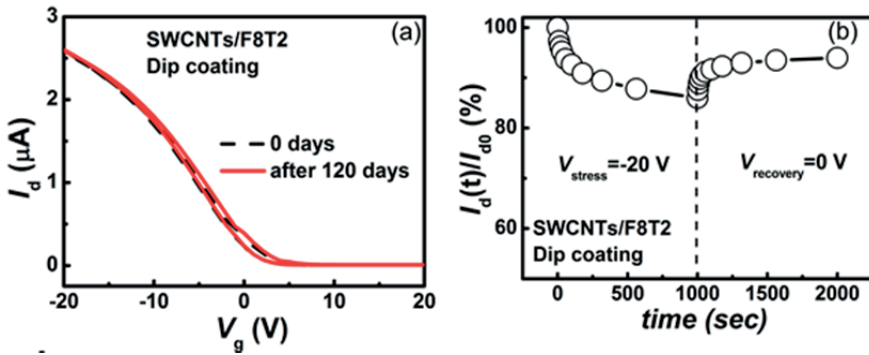 (a)
SWCNTs/F8T2
Dip coating
0 days
after 120 days
3
2
1
0
I_d (μA)
-20
-10
0
10
20
V_g (V)
(b)
100
80
60
I_d(t)/I_d0 (%)
V_stress=-20 V
V_recovery=0 V
SWCNTs/F8T2
Dip coating
0
500
1000
1500
2000
time (sec)